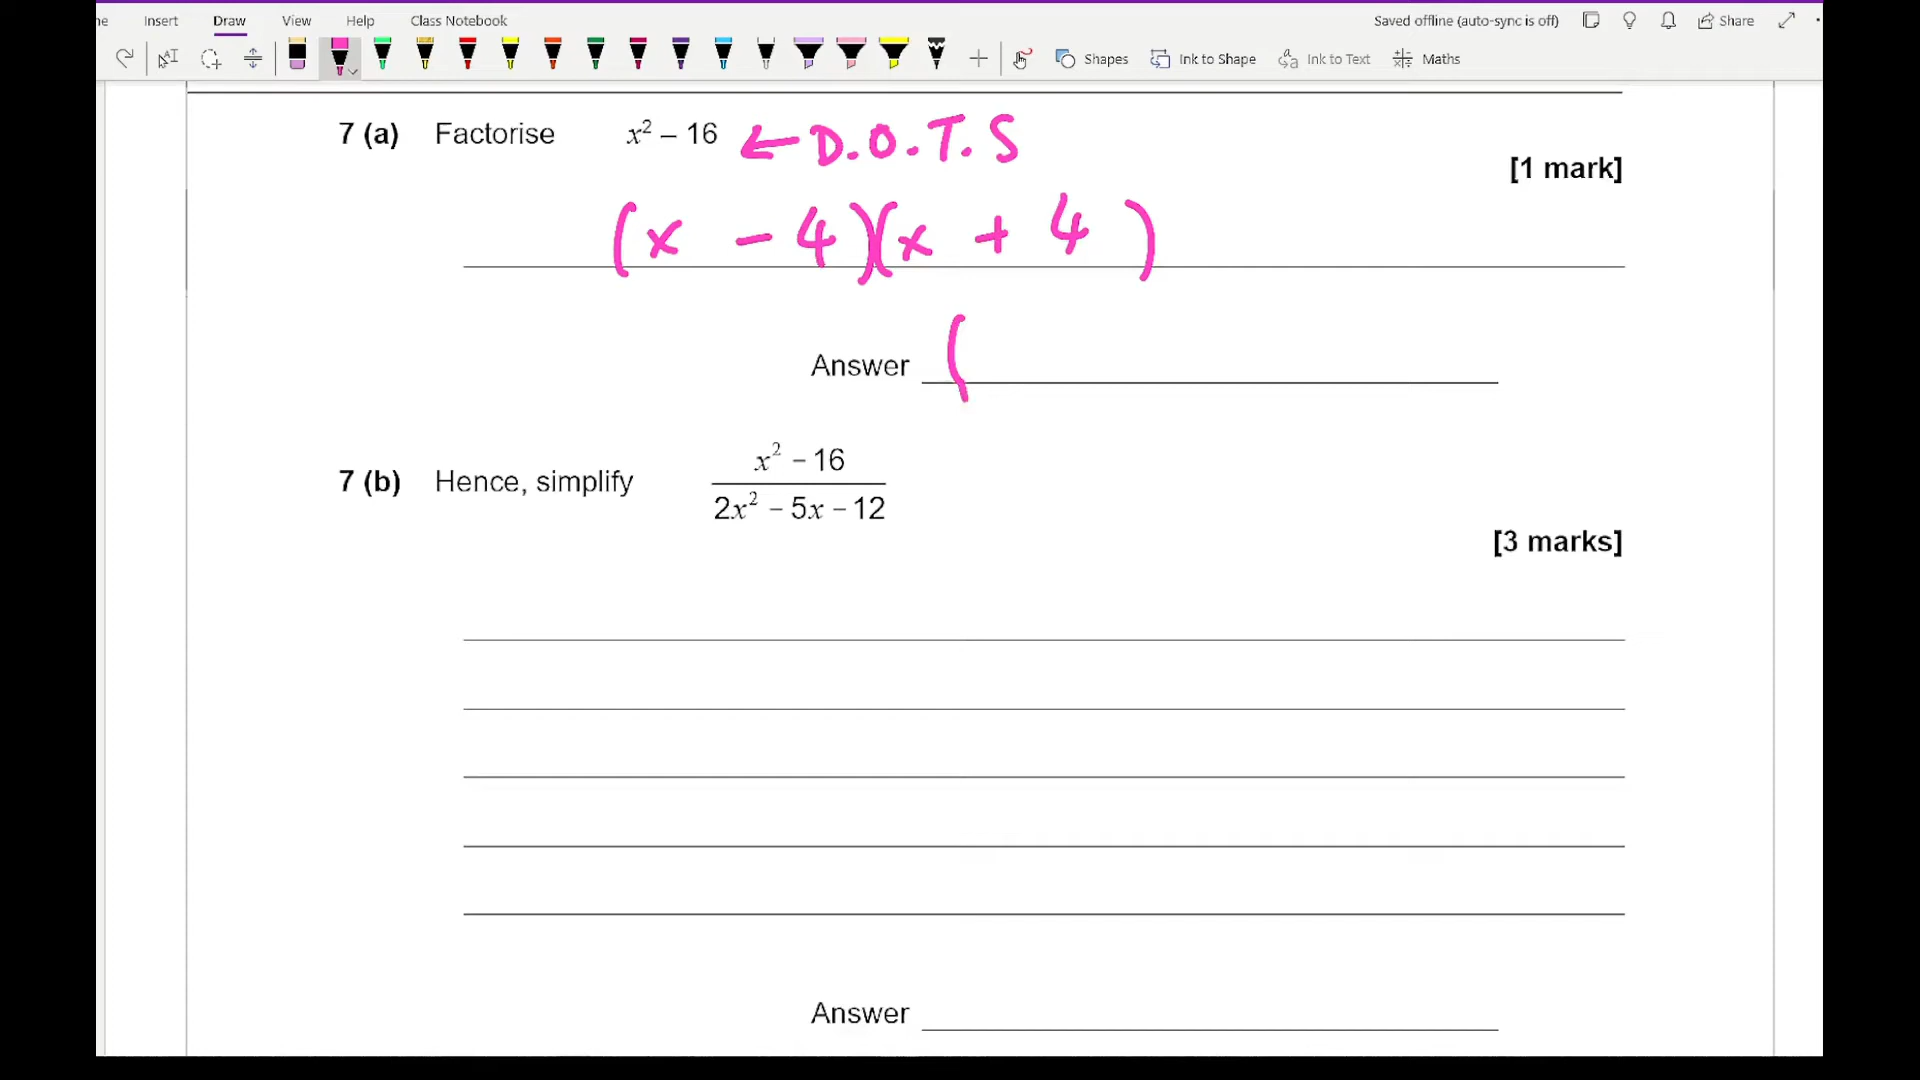 Insert Draw View Help Class Notebook Saved offline (auto-sync is off) Share
Shapes Ink to Shape Ink to Text Maths
7 (a) Factorise x² – 16 ← D.O.T.S
[1 mark]
(x - 4)(x + 4)
Answer (
7 (b) Hence, simplify
x² – 16
2x² – 5x – 12
[3 marks]
Answer